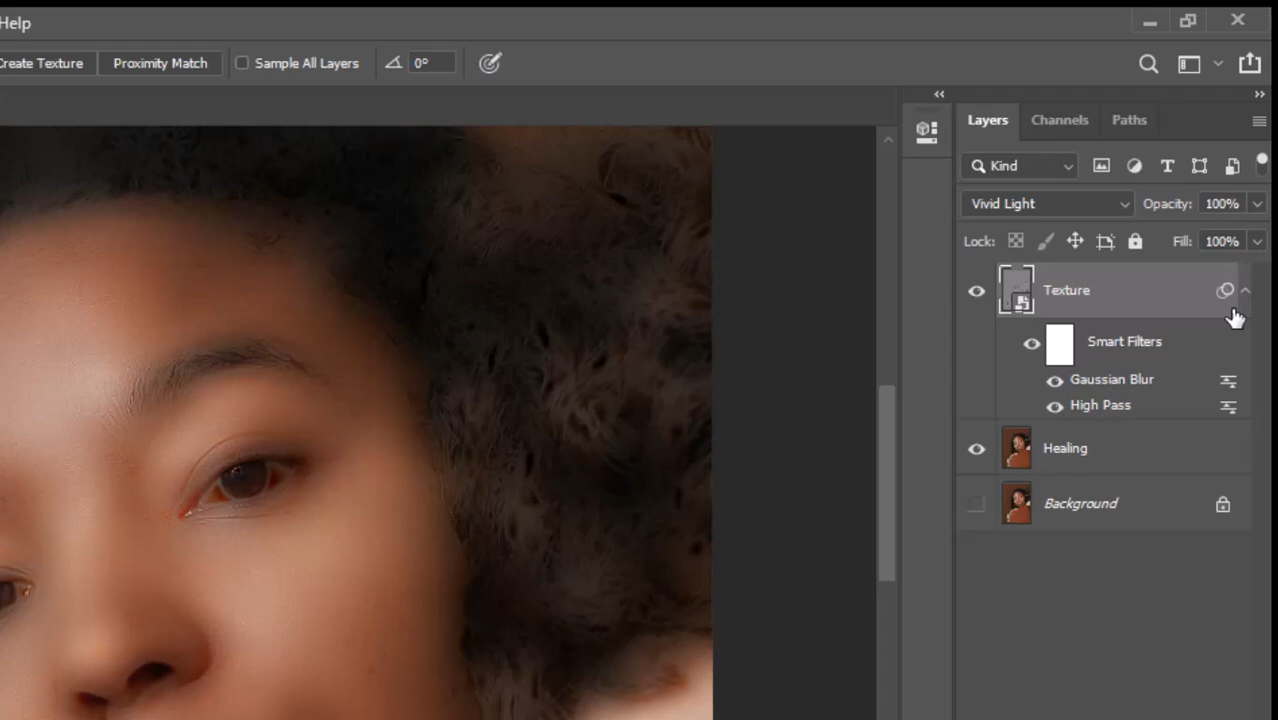 Help
Create Texture Proximity Match Sample All Layers 0°
Layers Channels Paths
Kind
Vivid Light Opacity: 100%
Lock: Fill: 100%
Texture
Smart Filters
Gaussian Blur
High Pass
Healing
Background